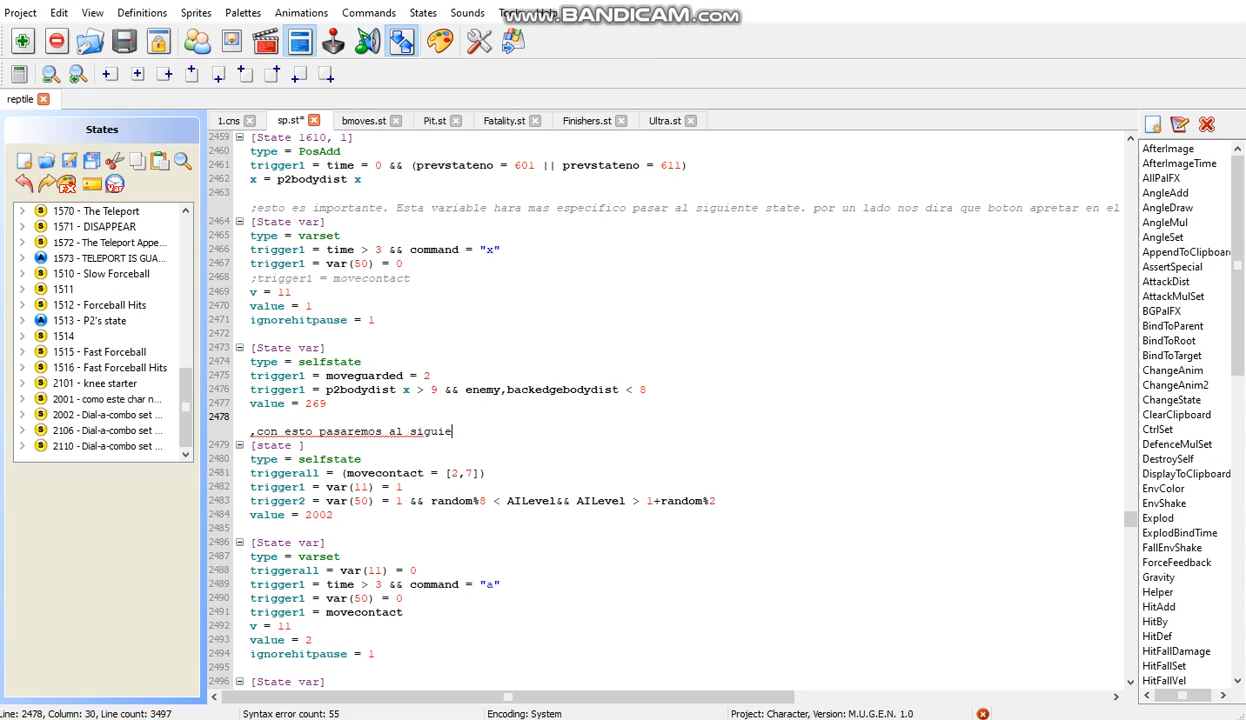 Project Edit View Definitions Sprites Palettes Animations Commands States Sounds Tools Help
www.BANDICAM.com
reptile
States
1.cns sp.st* bmoves.st Pit.st Fatality.st Finishers.st Ultra.st
1570 - The Teleport
1571 - DISAPPEAR
1572 - The Teleport Appe...
1573 - TELEPORT IS GUA...
1510 - Slow Forceball
1511
1512 - Forceball Hits
1513 - P2's state
1514
1515 - Fast Forceball
1516 - Fast Forceball Hits
2101 - knee starter
2001 - como este char n...
2002 - Dial-a-combo set ...
2106 - Dial-a-combo set ...
2110 - Dial-a-combo set ...
2459 [State 1610, 1]
2460 type = PosAdd
2461 trigger1 = time = 0 && (prevstateno = 601 || prevstateno = 611)
2462 x = p2bodydist x
2463
;esto es importante. Esta variable hara mas especifico pasar al siguiente state. por un lado nos dira que boton apretar en el
2464 [State var]
2465 type = varset
2466 trigger1 = time > 3 && command = "x"
2467 trigger1 = var(50) = 0
2468 ;trigger1 = movecontact
2469 v = 11
2470 value = 1
2471 ignorehitpause = 1
2472
2473 [State var]
2474 type = selfstate
2475 trigger1 = moveguarded = 2
2476 trigger1 = p2bodydist x > 9 && enemy,backedgebodydist < 8
2477 value = 269
2478
,con esto pasaremos al siguie
2479 [state ]
2480 type = selfstate
2481 triggerall = (movecontact = [2,7])
2482 trigger1 = var(11) = 1
2483 trigger2 = var(50) = 1 && random%8 < AILevel&& AILevel > 1+random%2
2484 value = 2002
2485
2486 [State var]
2487 type = varset
2488 triggerall = var(11) = 0
2489 trigger1 = time > 3 && command = "a"
2490 trigger1 = var(50) = 0
2491 trigger1 = movecontact
2492 v = 11
2493 value = 2
2494 ignorehitpause = 1
2495
2496 [State var]
AfterImage
AfterImageTime
AllPalFX
AngleAdd
AngleDraw
AngleMul
AngleSet
AppendToClipboar
AssertSpecial
AttackDist
AttackMulSet
BGPalFX
BindToParent
BindToRoot
BindToTarget
ChangeAnim
ChangeAnim2
ChangeState
ClearClipboard
CtrlSet
DefenceMulSet
DestroySelf
DisplayToClipboard
EnvColor
EnvShake
Explod
ExplodBindTime
FallEnvShake
ForceFeedback
Gravity
Helper
HitAdd
HitBy
HitDef
HitFallDamage
HitFallSet
HitFallVel
Line: 2478, Column: 30, Line count: 3497 Syntax error count: 55 Encoding: System Project: Character, Version: M.U.G.E.N. 1.0